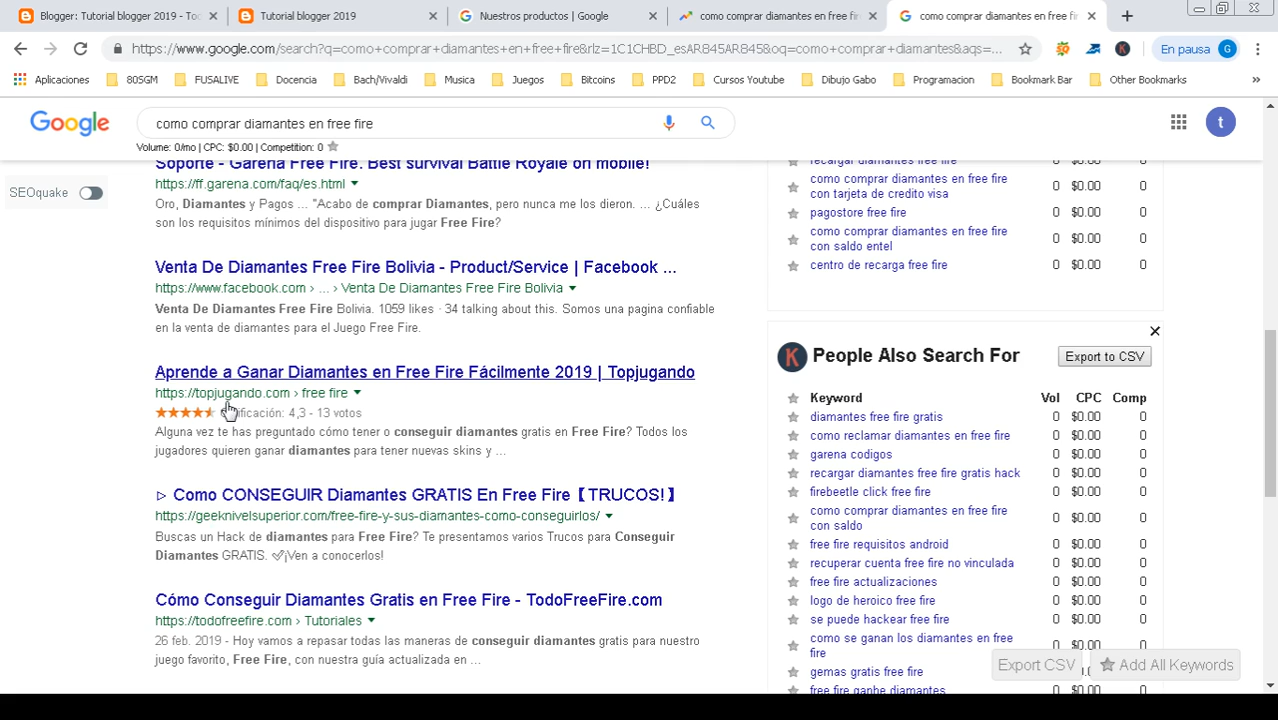 Blogger: Tutorial blogger 2019 - To
Tutorial blogger 2019
Nuestros productos | Google
como comprar diamantes en free fir
como comprar diamantes en free fir
https://www.google.com/search?q=como+comprar+diamantes+en+free+fire&rlz=1C1CHBD_esAR845AR845&oq=como+comprar+diamantes&aqs=...
En pausa
G
Aplicaciones
80SGM
FUSALIVE
Docencia
Bach/Vivaldi
Musica
Juegos
Bitcoins
PPD2
Cursos Youtube
Dibujo Gabo
Programacion
Bookmark Bar
Other Bookmarks
Google
como comprar diamantes en free fire
t
Volume: 0/mo | CPC: $0.00 | Competition: 0
SEOquake
Soporte - Garena Free Fire. Best survival Battle Royale on mobile!
https://ff.garena.com/faq/es.html
Oro, Diamantes y Pagos ... "Acabo de comprar Diamantes, pero nunca me los dieron. ... ¿Cuáles
son los requisitos mínimos del dispositivo para jugar Free Fire?
Venta De Diamantes Free Fire Bolivia - Product/Service | Facebook ...
https://www.facebook.com › ... › Venta De Diamantes Free Fire Bolivia
Venta De Diamantes Free Fire Bolivia. 1059 likes · 34 talking about this. Somos una pagina confiable
en la venta de diamantes para el Juego Free Fire.
Aprende a Ganar Diamantes en Free Fire Fácilmente 2019 | Topjugando
https://topjugando.com › free fire
4,3 - 13 votos
Alguna vez te has preguntado cómo tener o conseguir diamantes gratis en Free Fire? Todos los
jugadores quieren ganar diamantes para tener nuevas skins y ...
▷ Como CONSEGUIR Diamantes GRATIS En Free Fire【TRUCOS!】
https://geeknivelsuperior.com/free-fire-y-sus-diamantes-como-conseguirlos/
Buscas un Hack de diamantes para Free Fire? Te presentamos varios Trucos para Conseguir
Diamantes GRATIS. ✅¡Ven a conocerlos!
Cómo Conseguir Diamantes Gratis en Free Fire - TodoFreeFire.com
https://todofreefire.com › Tutoriales
26 feb. 2019 - Hoy vamos a repasar todas las maneras de conseguir diamantes gratis para nuestro
juego favorito, Free Fire, con nuestra guía actualizada en ...
recargar diamantes free fire 0 $0.00 0
como comprar diamantes en free fire
con tarjeta de credito visa 0 $0.00 0
pagostore free fire 0 $0.00 0
como comprar diamantes en free fire
con saldo entel 0 $0.00 0
centro de recarga free fire 0 $0.00 0
K People Also Search For
Export to CSV
Keyword Vol CPC Comp
diamantes free fire gratis 0 $0.00 0
como reclamar diamantes en free fire 0 $0.00 0
garena codigos 0 $0.00 0
recargar diamantes free fire gratis hack 0 $0.00 0
firebeetle click free fire 0 $0.00 0
como comprar diamantes en free fire
con saldo 0 $0.00 0
free fire requisitos android 0 $0.00 0
recuperar cuenta free fire no vinculada 0 $0.00 0
free fire actualizaciones 0 $0.00 0
logo de heroico free fire 0 $0.00 0
se puede hackear free fire 0 $0.00 0
como se ganan los diamantes en free
fire 0 $0.00 0
gemas gratis free fire
free fire ganhe diamantes
Export CSV
Add All Keywords